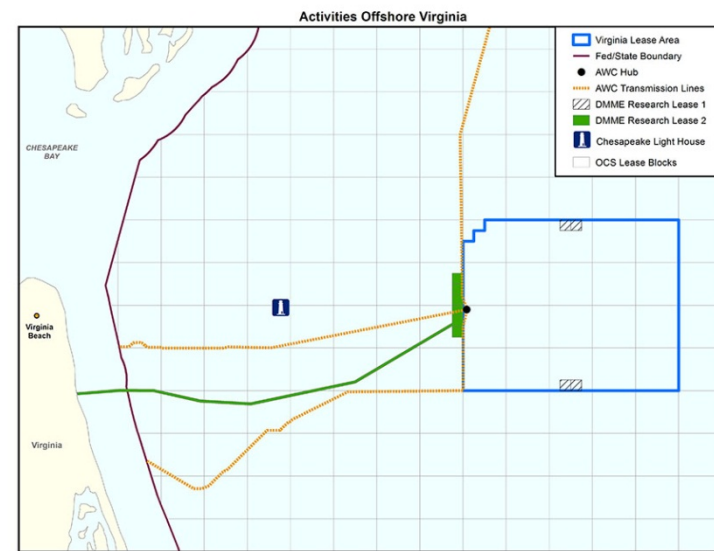 Activities Offshore Virginia
Virginia Lease Area
Fed/State Boundary
AWC Hub
AWC Transmission Lines
DMME Research Lease 1
DMME Research Lease 2
Chesapeake Light House
OCS Lease Blocks
CHESAPEAKE
BAY
Virginia
Beach
Virginia